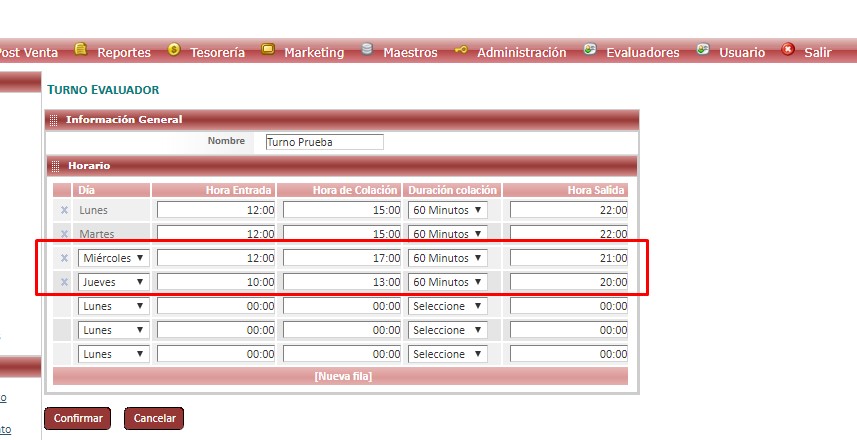 Post Venta Reportes Tesorería Marketing Maestros Administración Evaluadores Usuario Salir
TURNO EVALUADOR
Información General
Nombre Turno Prueba
Horario
Día Hora Entrada Hora de Colación Duración colación Hora Salida
x Lunes 12:00 15:00 60 Minutos 22:00
x Martes 12:00 15:00 60 Minutos 22:00
x Miércoles 12:00 17:00 60 Minutos 21:00
x Jueves 10:00 13:00 60 Minutos 20:00
Lunes 00:00 00:00 Seleccione 00:00
Lunes 00:00 00:00 Seleccione 00:00
Lunes 00:00 00:00 Seleccione 00:00
[Nueva fila]
o
Confirmar Cancelar
nto